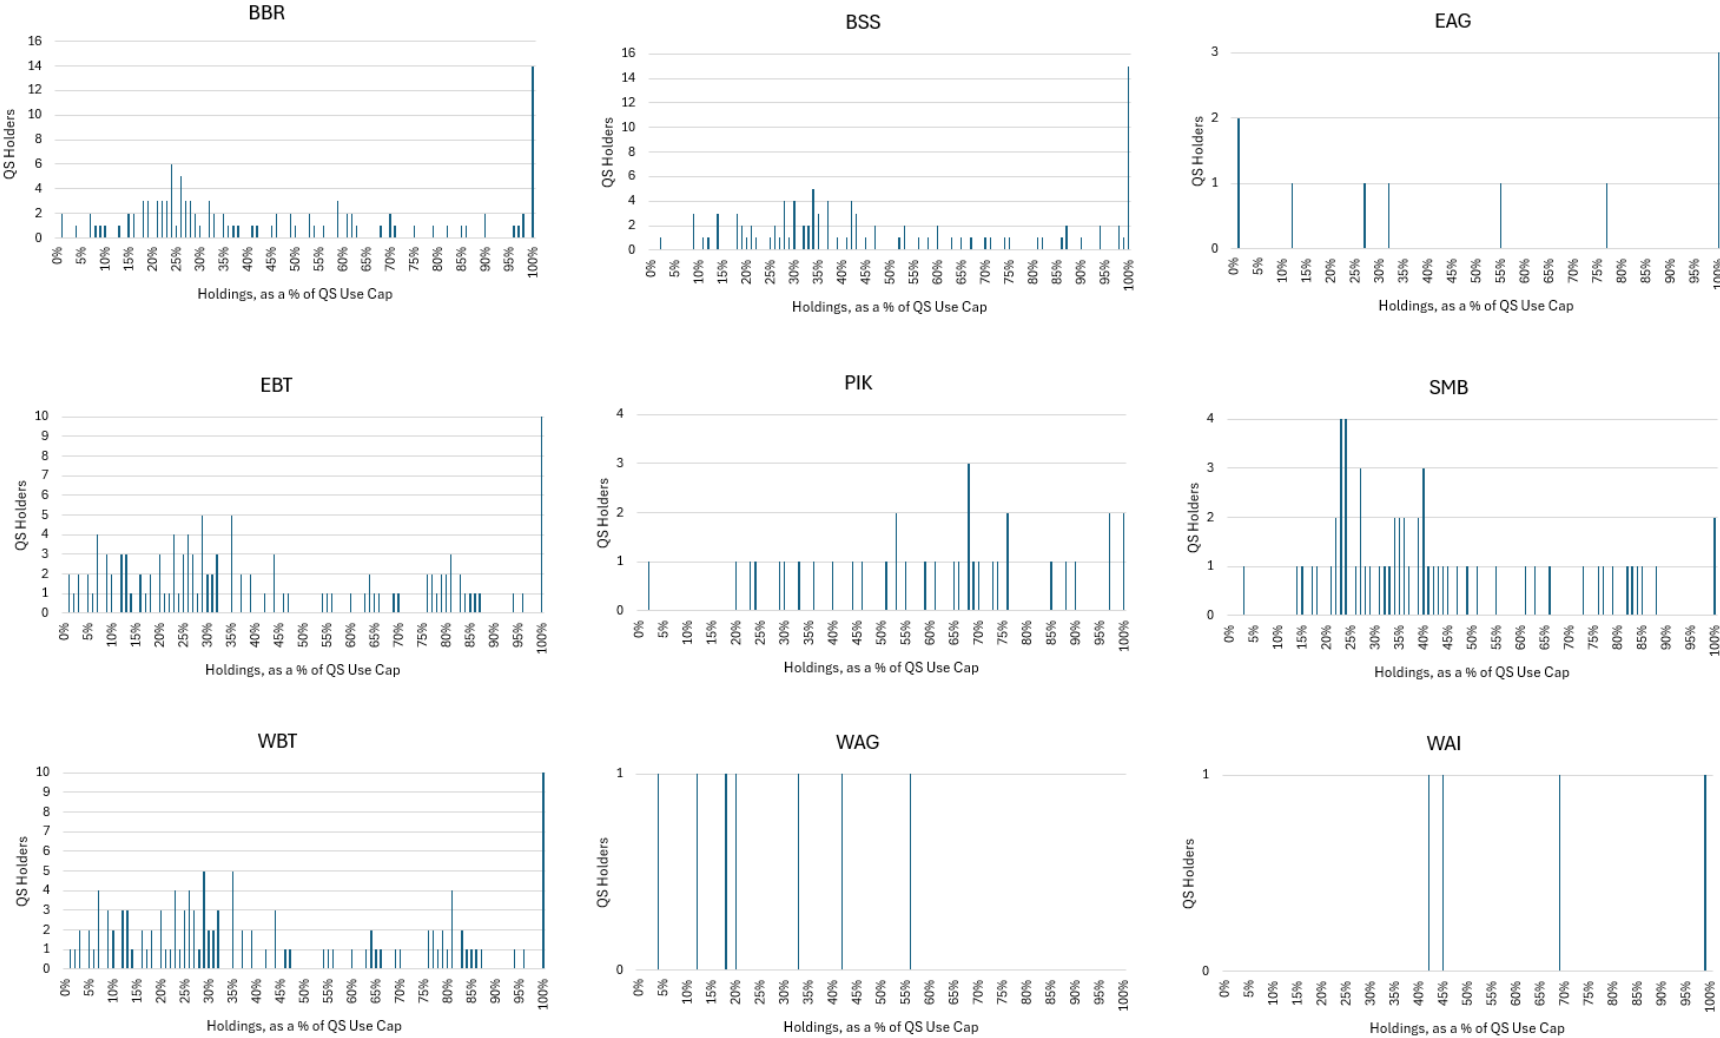 BBR
16
14
12
10
8
6
4
2
0
QS Holders
0% 5% 10% 15% 20% 25% 30% 35% 40% 45% 50% 55% 60% 65% 70% 75% 80% 85% 90% 95% 100%
Holdings, as a % of QS Use Cap
BSS
16
14
12
10
8
6
4
2
0
QS Holders
0% 5% 10% 15% 20% 25% 30% 35% 40% 45% 50% 55% 60% 65% 70% 75% 80% 85% 90% 95% 100%
Holdings, as a % of QS Use Cap
EAG
3
2
1
0
QS Holders
0% 5% 10% 15% 20% 25% 30% 35% 40% 45% 50% 55% 60% 65% 70% 75% 80% 85% 90% 95% 100%
Holdings, as a % of QS Use Cap
EBT
10
9
8
7
6
5
4
3
2
1
0
QS Holders
0% 5% 10% 15% 20% 25% 30% 35% 40% 45% 50% 55% 60% 65% 70% 75% 80% 85% 90% 95% 100%
Holdings, as a % of QS Use Cap
PIK
4
3
2
1
0
QS Holders
0% 5% 10% 15% 20% 25% 30% 35% 40% 45% 50% 55% 60% 65% 70% 75% 80% 85% 90% 95% 100%
Holdings, as a % of QS Use Cap
SMB
4
3
2
1
0
QS Holders
0% 5% 10% 15% 20% 25% 30% 35% 40% 45% 50% 55% 60% 65% 70% 75% 80% 85% 90% 95% 100%
Holdings, as a % of QS Use Cap
WBT
10
9
8
7
6
5
4
3
2
1
0
QS Holders
0% 5% 10% 15% 20% 25% 30% 35% 40% 45% 50% 55% 60% 65% 70% 75% 80% 85% 90% 95% 100%
Holdings, as a % of QS Use Cap
WAG
1
0
QS Holders
0% 5% 10% 15% 20% 25% 30% 35% 40% 45% 50% 55% 60% 65% 70% 75% 80% 85% 90% 95% 100%
Holdings, as a % of QS Use Cap
WAI
1
0
QS Holders
0% 5% 10% 15% 20% 25% 30% 35% 40% 45% 50% 55% 60% 65% 70% 75% 80% 85% 90% 95% 100%
Holdings, as a % of QS Use Cap